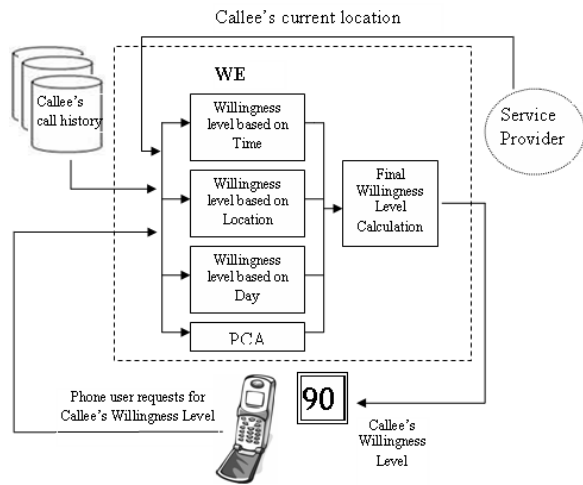 Callee's current location
WE
Callee's
call history
Willingness
level based on
Time
Service
Provider
Willingness
level based on
Location
Final
Willingness
Level
Calculation
Willingness
level based on
Day
PCA
Phone user requests for
Callee's Willingness Level
90
Callee's
Willingness
Level